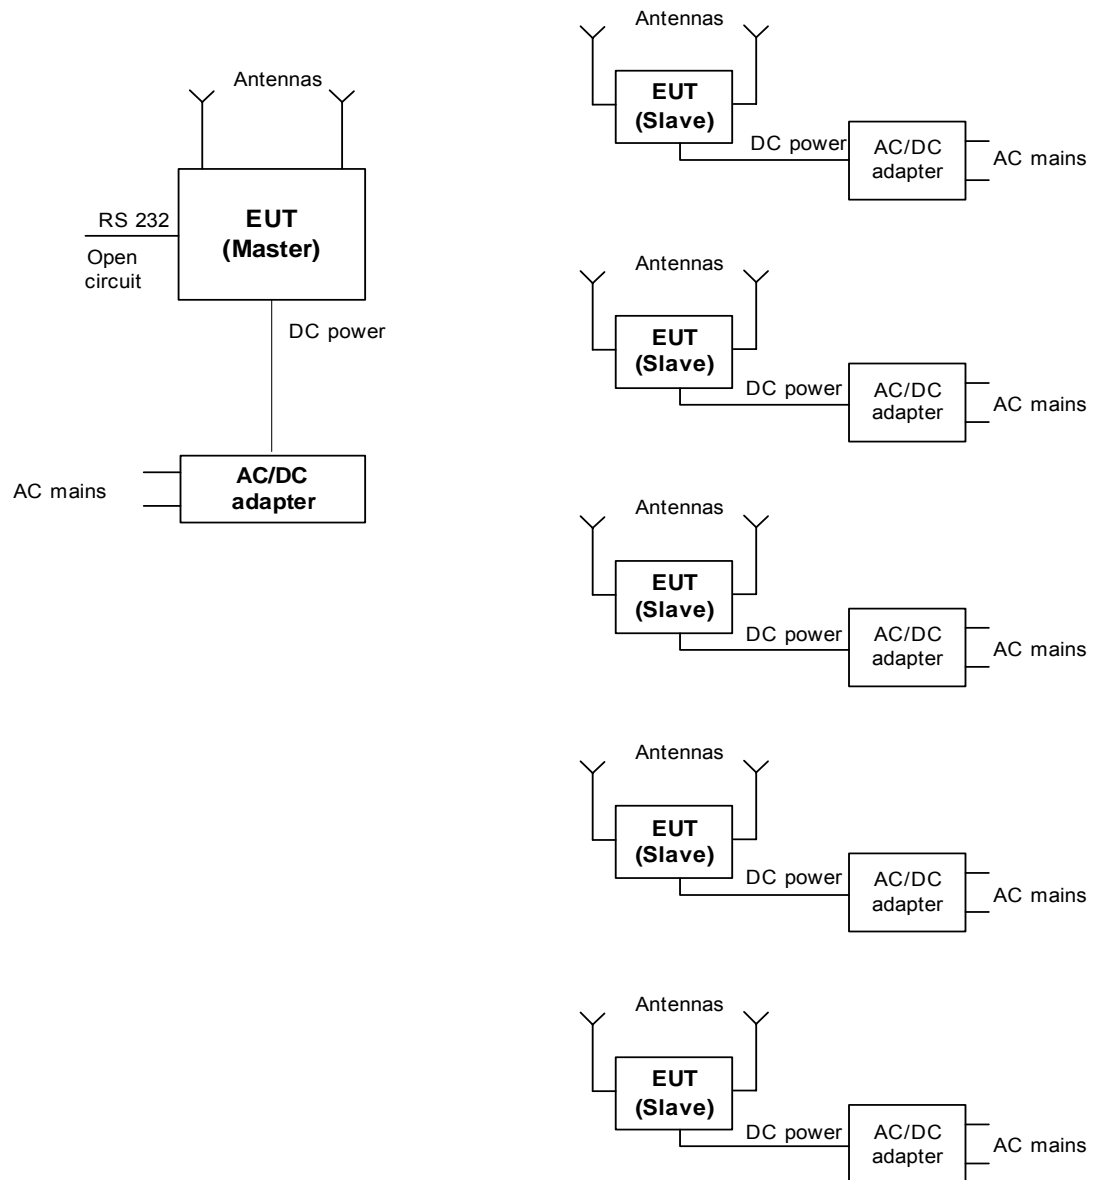 Antennas
RS 232
EUT
(Master)
Open
circuit
DC power
AC mains
AC/DC
adapter
Antennas
EUT
(Slave)
DC power
AC/DC
adapter
AC mains
Antennas
EUT
(Slave)
DC power
AC/DC
adapter
AC mains
Antennas
EUT
(Slave)
DC power
AC/DC
adapter
AC mains
Antennas
EUT
(Slave)
DC power
AC/DC
adapter
AC mains
Antennas
EUT
(Slave)
DC power
AC/DC
adapter
AC mains